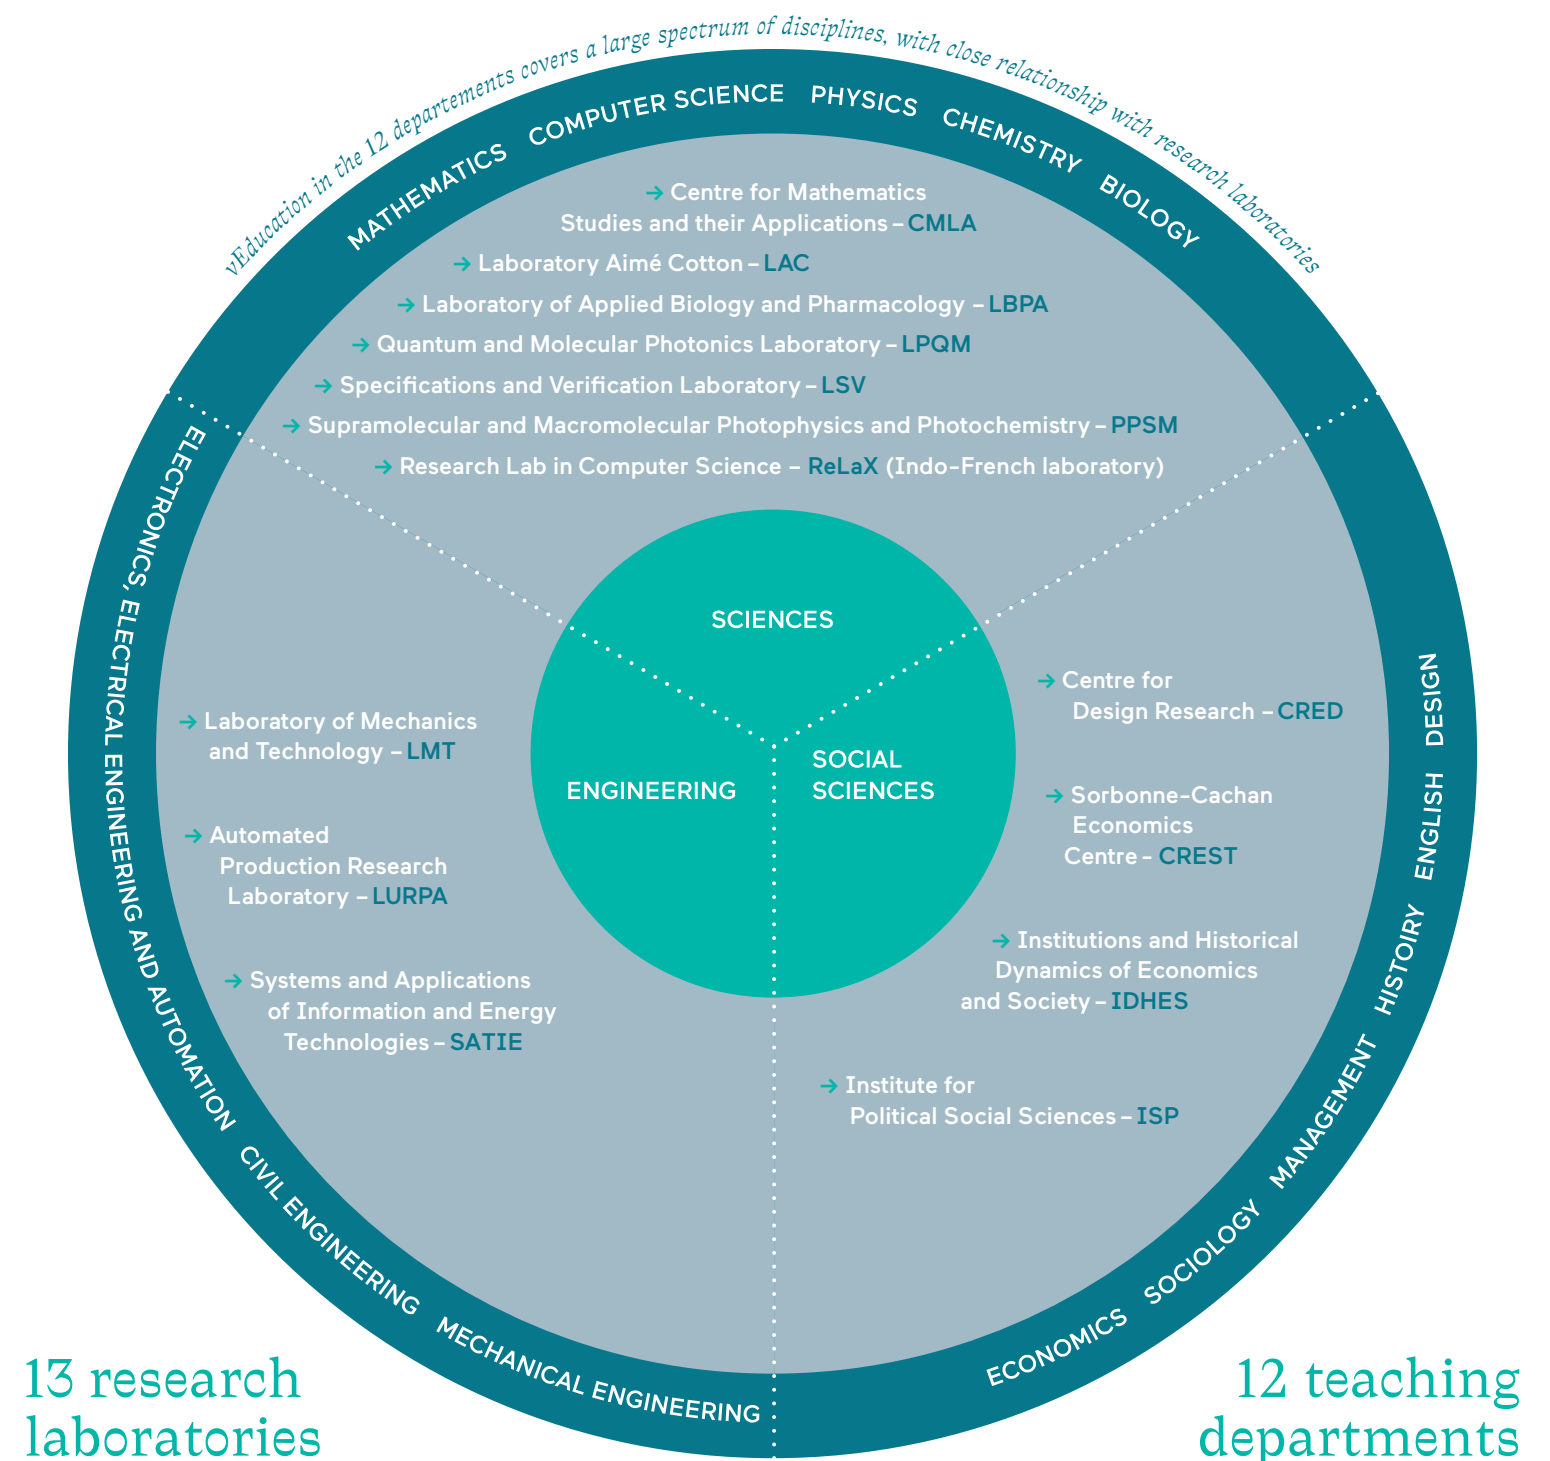 vEducation in the 12 departements covers a large spectrum of disciplines, with close relationship with research laboratories
MATHEMATICS COMPUTER SCIENCE PHYSICS CHEMISTRY BIOLOGY
→ Centre for Mathematics
Studies and their Applications – CMLA
→ Laboratory Aimé Cotton – LAC
→ Laboratory of Applied Biology and Pharmacology – LBPA
→ Quantum and Molecular Photonics Laboratory – LPQM
→ Specifications and Verification Laboratory – LSV
→ Supramolecular and Macromolecular Photophysics and Photochemistry – PPSM
→ Research Lab in Computer Science – ReLaX (Indo-French laboratory)
SCIENCES
ENGINEERING
SOCIAL
SCIENCES
ELECTRONICS, ELECTRICAL ENGINEERING AND AUTOMATION CIVIL ENGINEERING MECHANICAL ENGINEERING
→ Laboratory of Mechanics
and Technology – LMT
→ Automated
Production Research
Laboratory – LURPA
→ Systems and Applications
of Information and Energy
Technologies – SATIE
→ Centre for
Design Research – CRED
→ Sorbonne-Cachan
Economics
Centre - CREST
→ Institutions and Historical
Dynamics of Economics
and Society – IDHES
→ Institute for
Political Social Sciences – ISP
ECONOMICS SOCIOLOGY MANAGEMENT HISTOIRY ENGLISH DESIGN
13 research
laboratories
12 teaching
departments